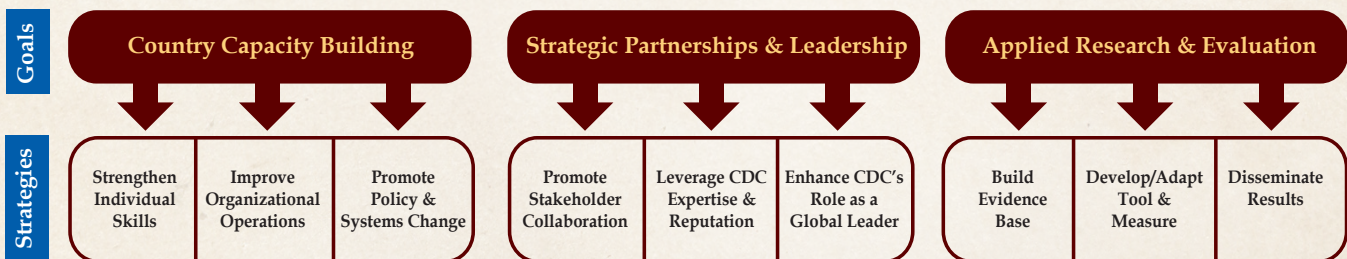 Goals
Country Capacity Building
Strategic Partnerships & Leadership
Applied Research & Evaluation
Strategies
Strengthen
Individual
Skills
Improve
Organizational
Operations
Promote
Policy &
Systems Change
Promote
Stakeholder
Collaboration
Leverage CDC
Expertise &
Reputation
Enhance CDC's
Role as a
Global Leader
Build
Evidence
Base
Develop/Adapt
Tool &
Measure
Disseminate
Results